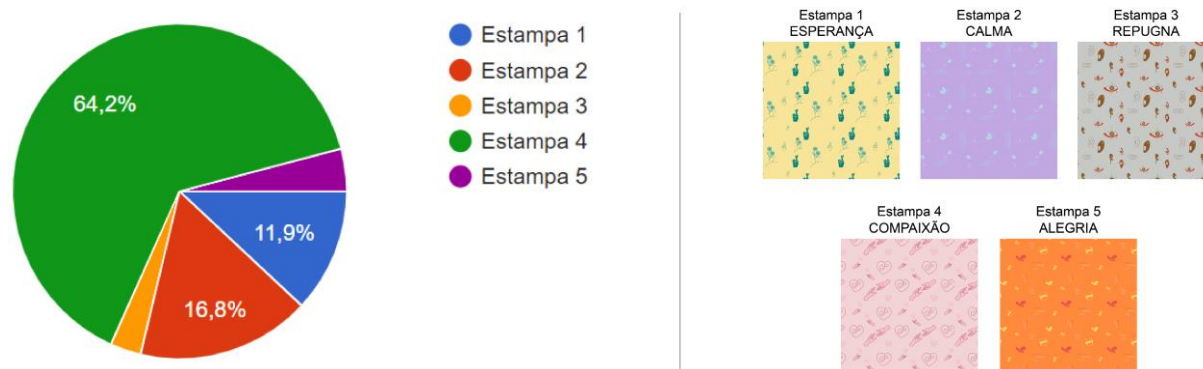 64,2%
11,9%
16,8%
Estampa 1
Estampa 2
Estampa 3
Estampa 4
Estampa 5
Estampa 1
ESPERANÇA
Estampa 2
CALMA
Estampa 3
REPUGNA
Estampa 4
COMPAIXÃO
Estampa 5
ALEGRIA